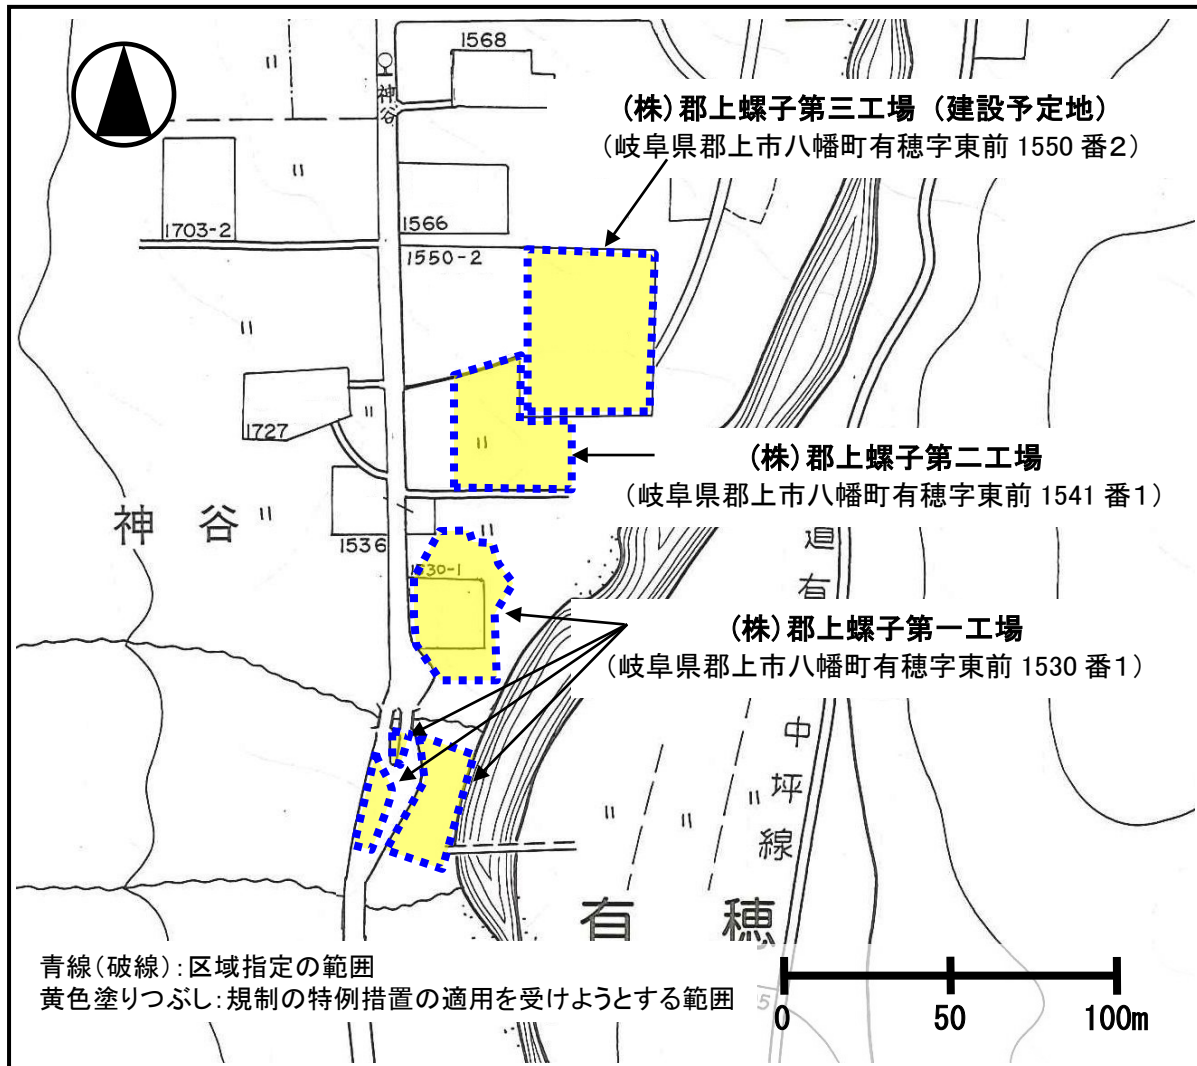 1568
神谷
(株)郡上螺子第三工場（建設予定地）
（岐阜県郡上市八幡町有穂字東前 1550 番2）
1703-2
1566
1550-2
1727
(株)郡上螺子第二工場
（岐阜県郡上市八幡町有穂字東前 1541 番1）
神谷
1536
道有
1530-1
(株)郡上螺子第一工場
（岐阜県郡上市八幡町有穂字東前 1530 番1）
中坪線
有穂
青線(破線)：区域指定の範囲
黄色塗りつぶし：規制の特例措置の適用を受けようとする範囲
5
0 50 100m